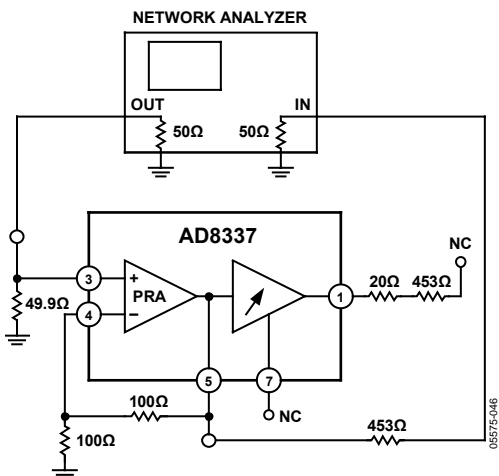 NETWORK ANALYZER
OUT
IN
50Ω
50Ω
AD8337
NC
3
+
PRA
1
20Ω
453Ω
49.9Ω
4
–
5
7
100Ω
NC
453Ω
100Ω
05575-046